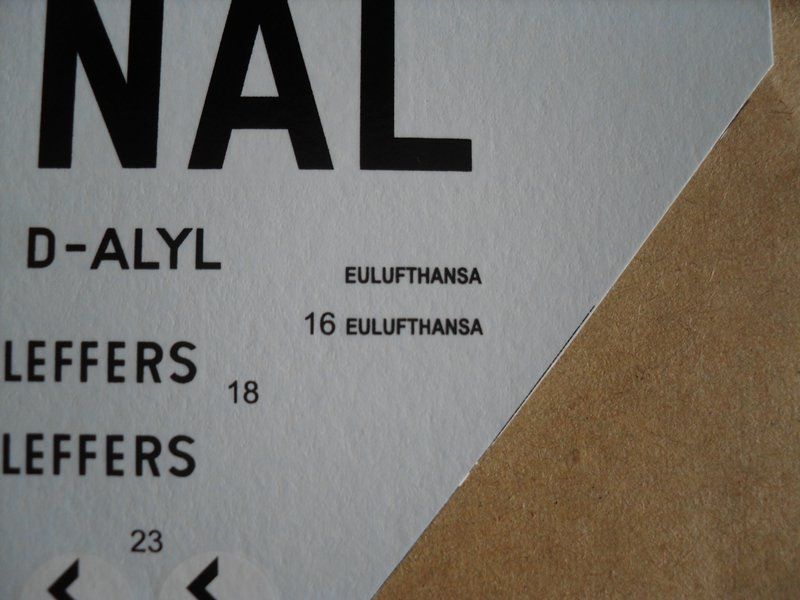 NAL
D-ALYL
EULUFTHANSA
16 EULUFTHANSA
LEFFERS
18
LEFFERS
23